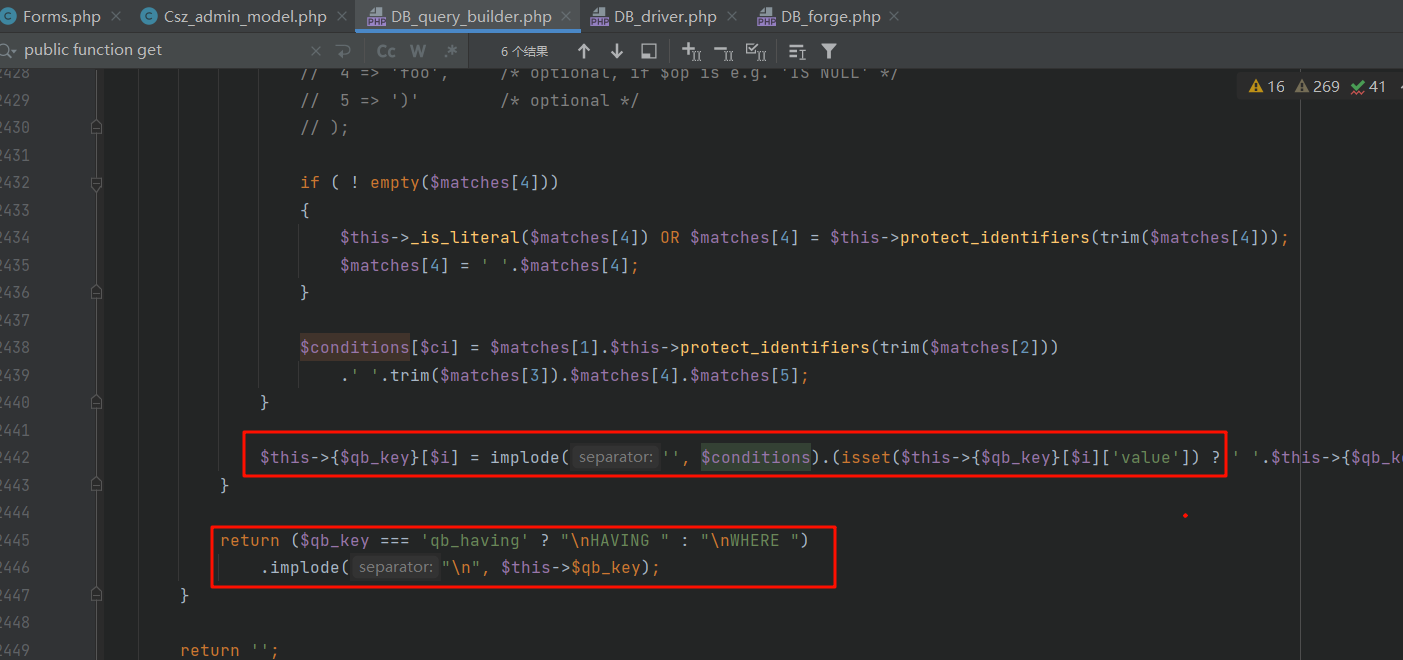 Forms.php × Csz_admin_model.php × DB_query_builder.php × DB_driver.php × DB_forge.php ×
public function get × Cc W .* 6 个结果
16 269 41
2428 //  4 => 'foo',     /* optional, if $op is e.g. 'IS NULL' */
2429 //  5 => ')'        /* optional */
2430 // );
2431
2432 if ( ! empty($matches[4]))
2433 {
2434 $this->_is_literal($matches[4]) OR $matches[4] = $this->protect_identifiers(trim($matches[4]));
2435 $matches[4] = ' '.$matches[4];
2436 }
2437
2438 $conditions[$ci] = $matches[1].$this->protect_identifiers(trim($matches[2]))
2439 .' '.trim($matches[3]).$matches[4].$matches[5];
2440 }
2441
2442 $this->{$qb_key}[$i] = implode( separator: '', $conditions).(isset($this->{$qb_key}[$i]['value']) ? ' '.$this->{$qb_k
2443 }
2444
2445 return ($qb_key === 'qb_having' ? "\nHAVING " : "\nWHERE ")
2446 .implode( separator: "\n", $this->$qb_key);
2447 }
2448
2449 return '';